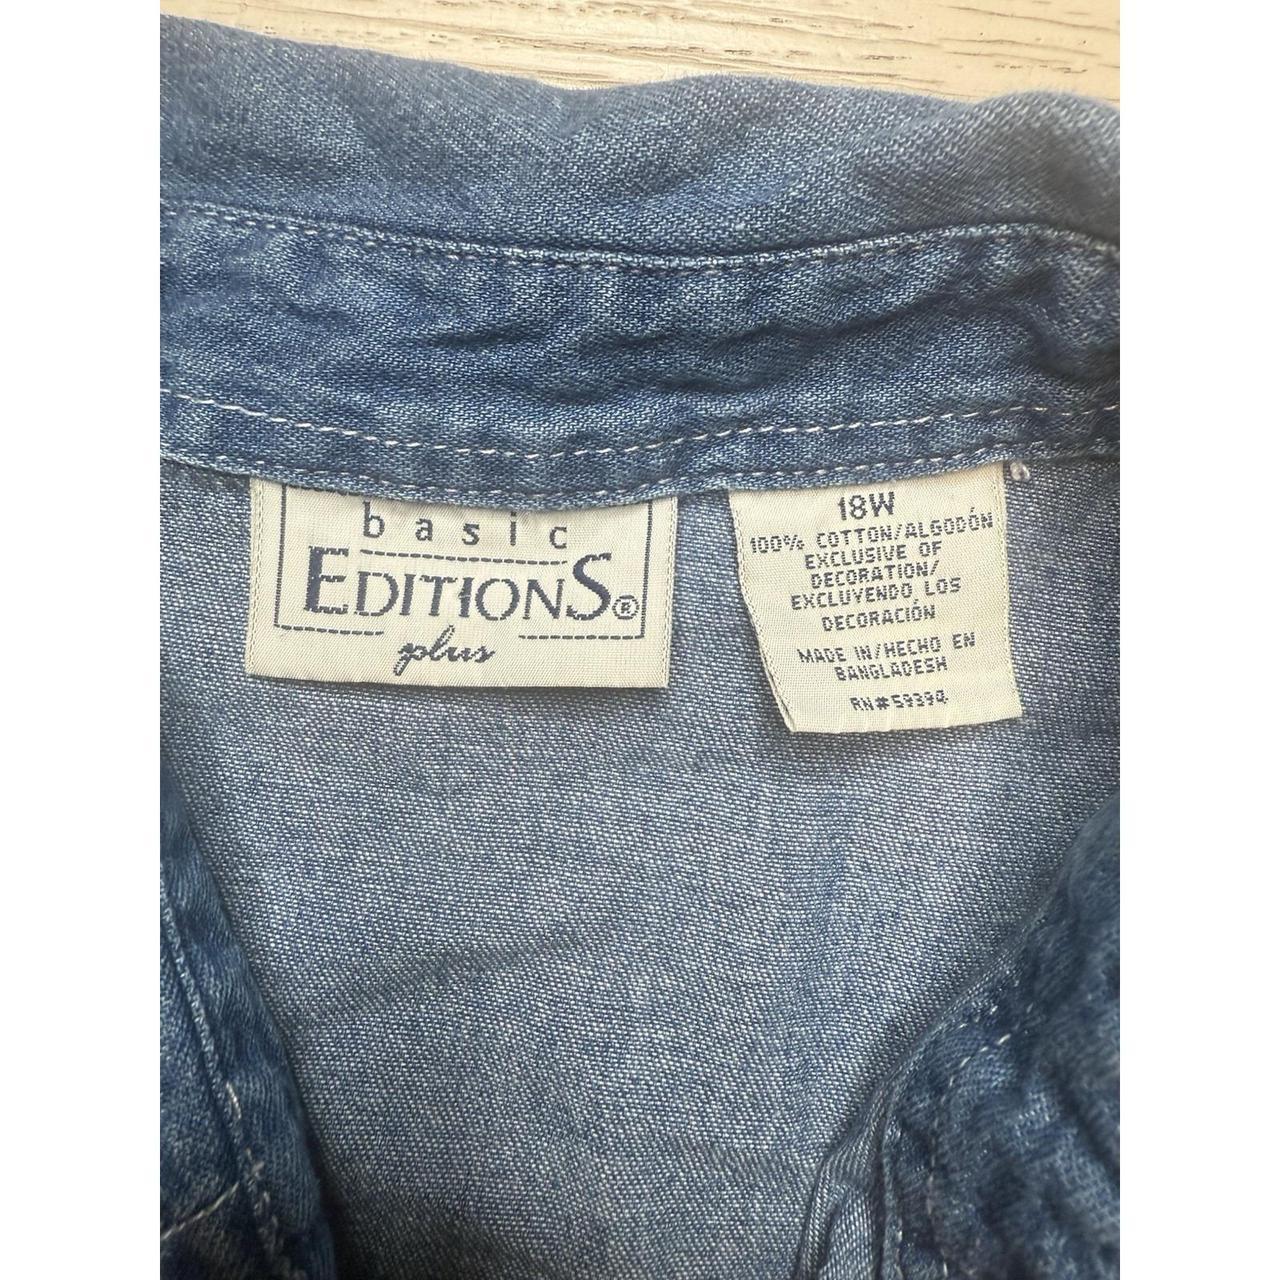 basic
EDITIONS®
plus
18W
100% COTTON/ALGODÓN
EXCLUSIVE OF
DECORATION/
EXCLUYENDO LOS
DECORACIÓN
MADE IN/HECHO EN
BANGLADESH
RN#59394